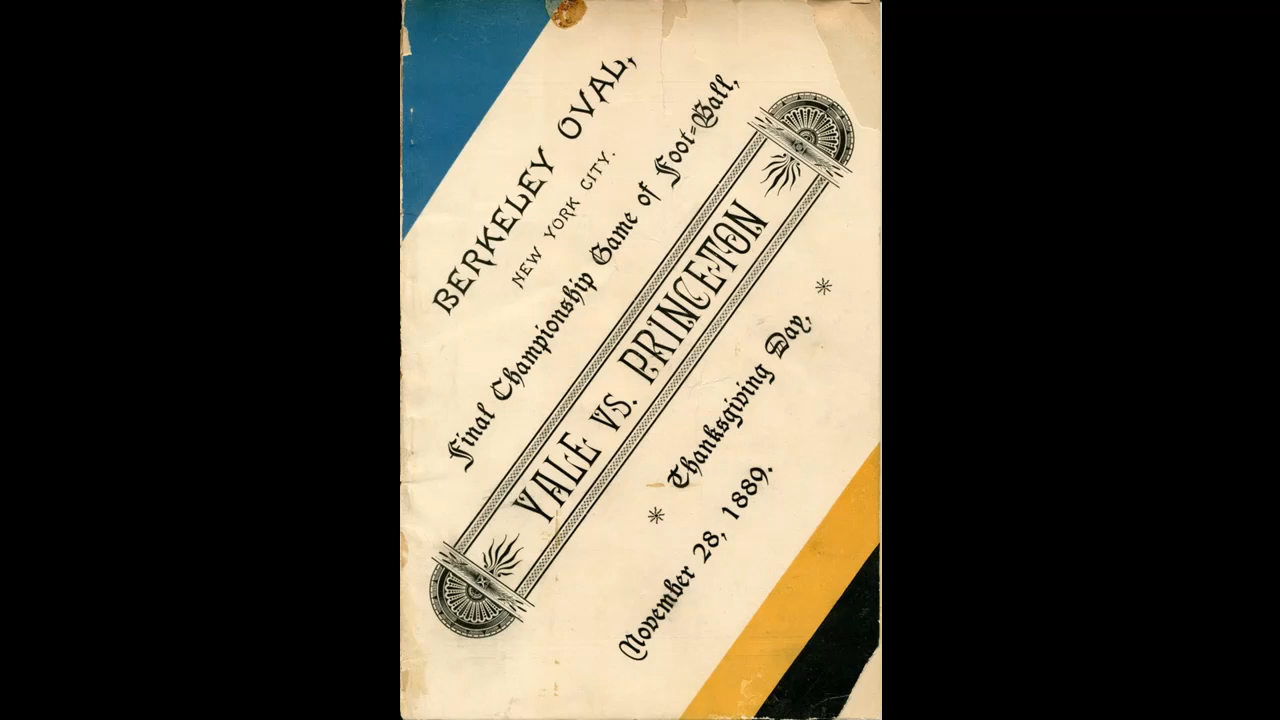 BERKELEY OVAL,
NEW YORK CITY.
Final Championship Game of Foot=Ball,
YALE VS. PRINCETON
Thanksgiving Day,
November 28, 1889.